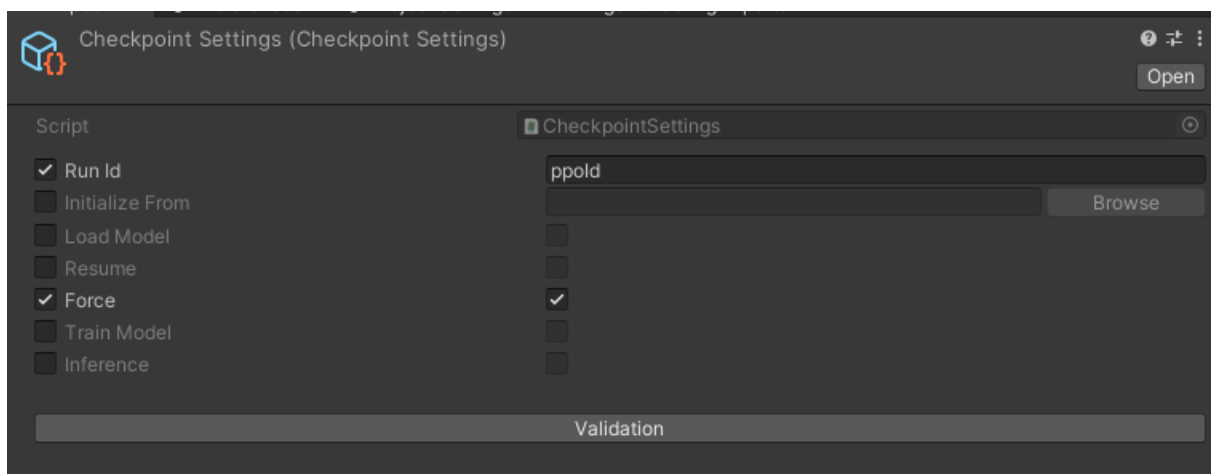 Checkpoint Settings (Checkpoint Settings)
Open
Script CheckpointSettings
Run Id ppoId
Initialize From Browse
Load Model
Resume
Force
Train Model
Inference
Validation